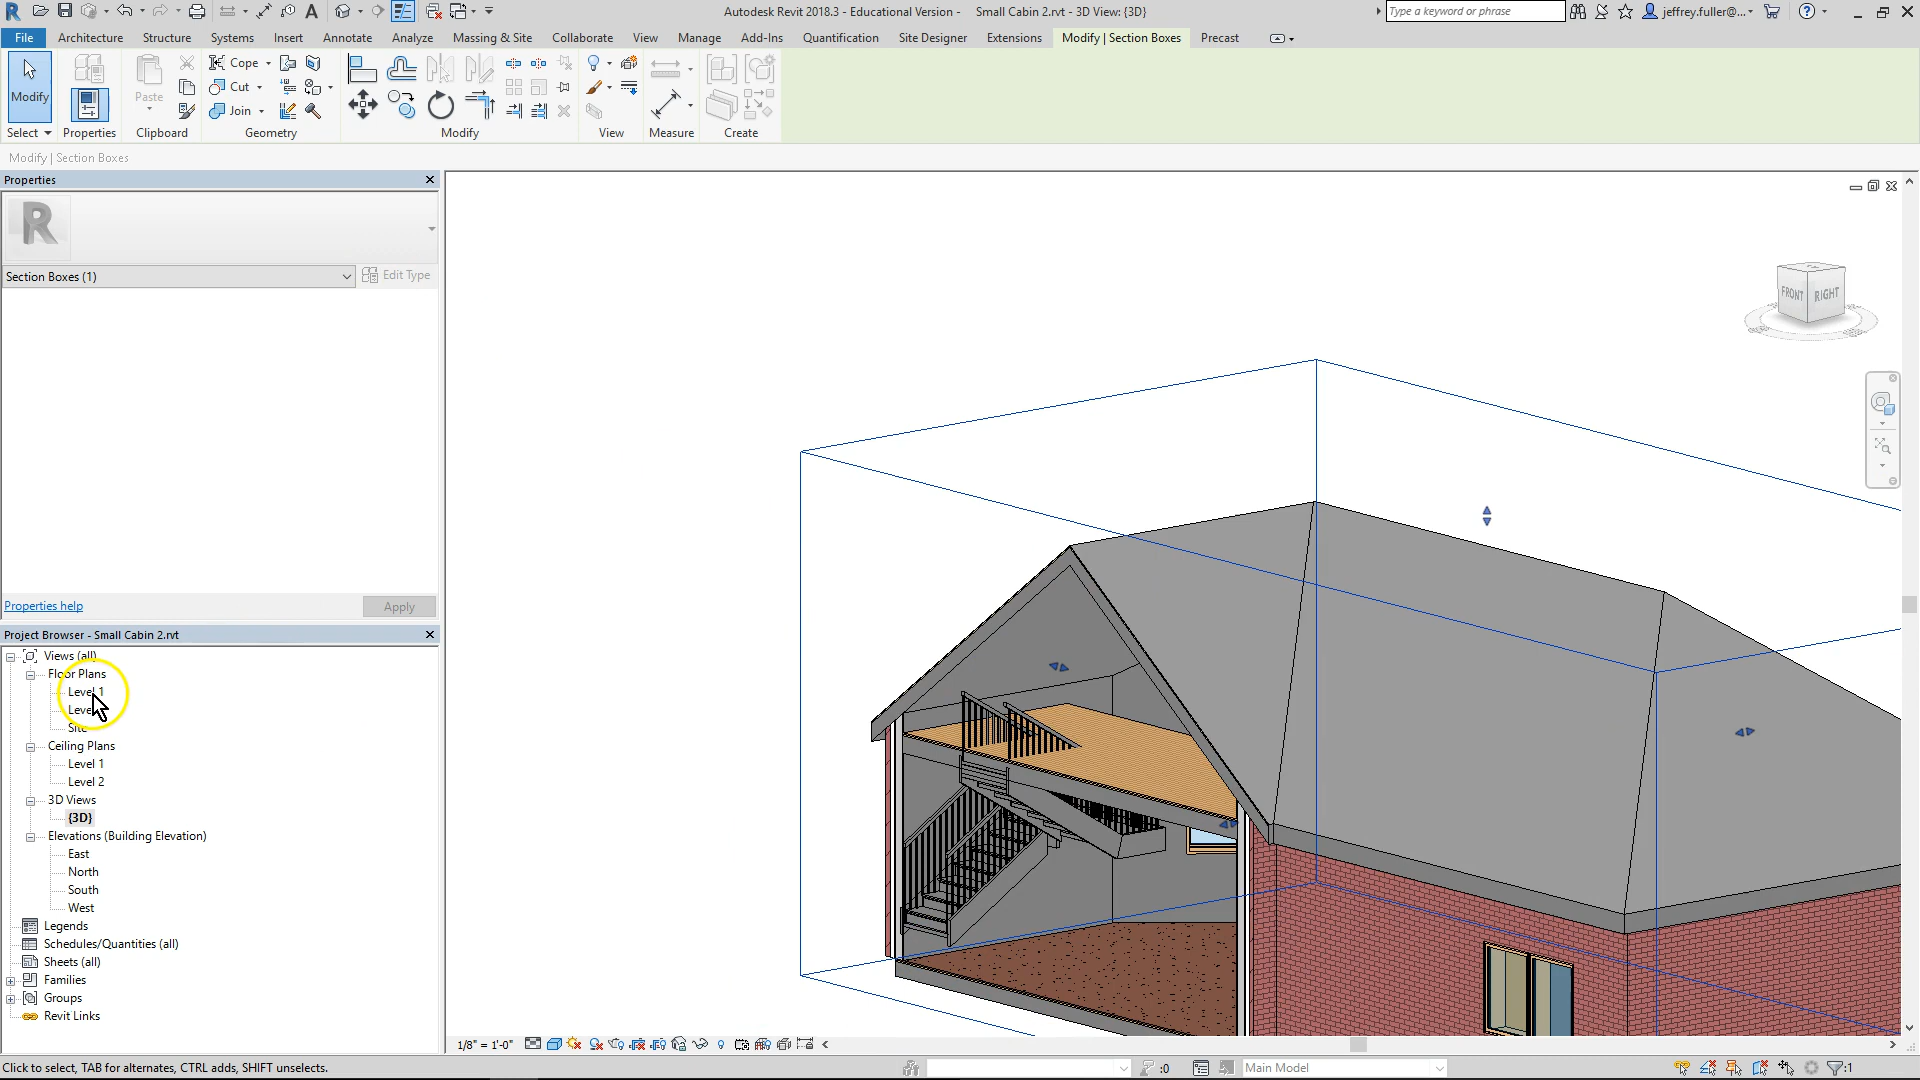 Autodesk Revit 2018.3 - Educational Version - Small Cabin 2.rvt - 3D View: {3D}
Type a keyword or phrase
jeffrey.fuller@...
File Architecture Structure Systems Insert Annotate Analyze Massing & Site Collaborate View Manage Add-Ins Quantification Site Designer Extensions Modify | Section Boxes Precast
Modify
Paste
Cope
Cut
Join
Select Properties Clipboard Geometry Modify View Measure Create
Modify | Section Boxes
Properties
R
Section Boxes (1)
Edit Type
FRONT RIGHT
Properties help
Apply
Project Browser - Small Cabin 2.rvt
Views (all)
Floor Plans
Level 1
Leve
Site
Ceiling Plans
Level 1
Level 2
3D Views
{3D}
Elevations (Building Elevation)
East
North
South
West
Legends
Schedules/Quantities (all)
Sheets (all)
Families
Groups
Revit Links
1/8" = 1'-0"
Click to select, TAB for alternates, CTRL adds, SHIFT unselects.
:0
Main Model
:1